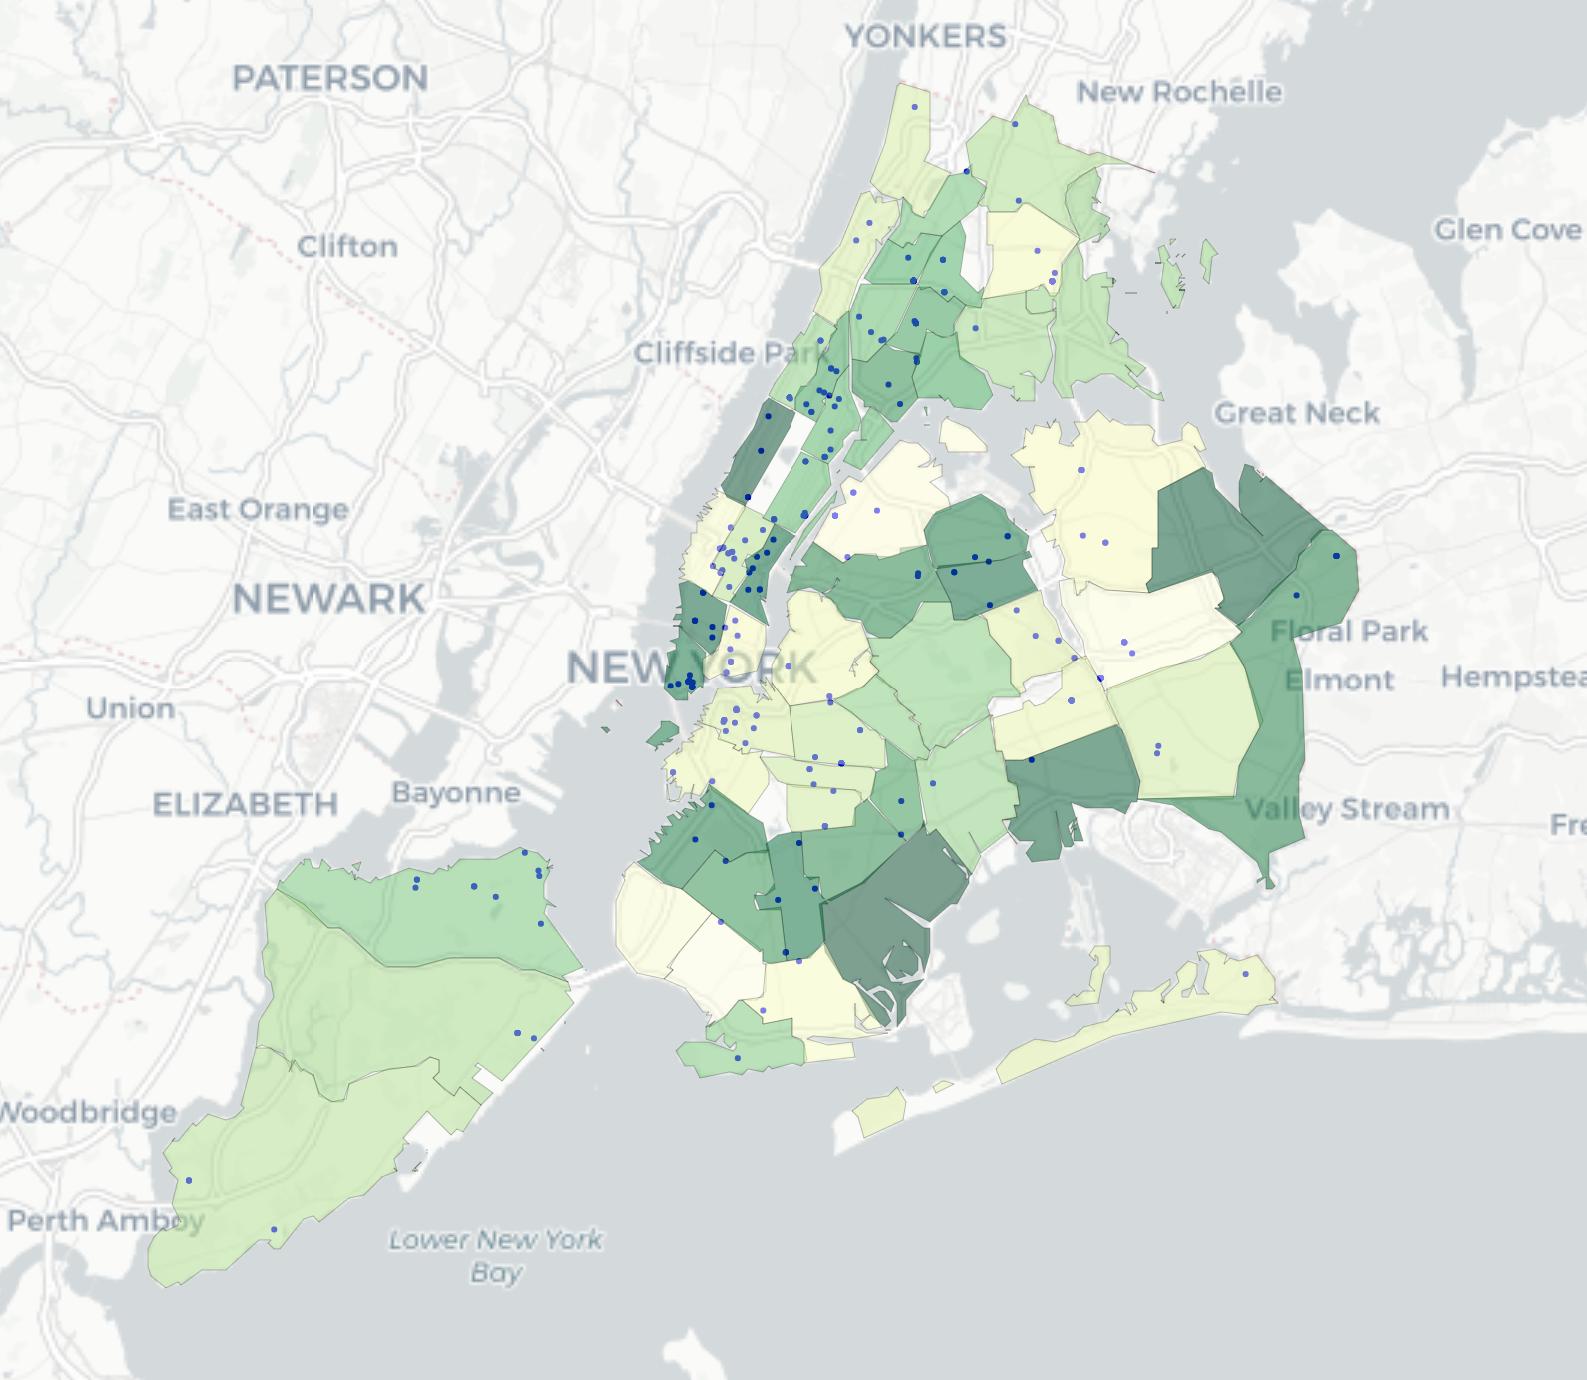 YONKERS
PATERSON
New Rochelle
Glen Cove
Clifton
Cliffside Park
Great Neck
East Orange
NEWARK
Floral Park
NEW YORK
Elmont
Hempstea
Union
ELIZABETH
Bayonne
Valley Stream
Fre
Woodbridge
Perth Amboy
Lower New York
Bay